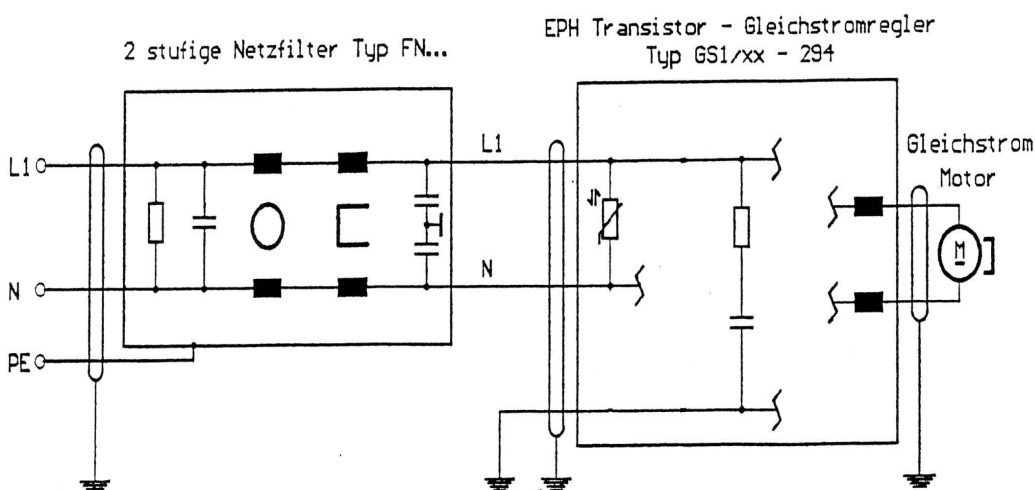 2 stufige Netzfilter Typ FN...
EPH Transistor - Gleichstromregler
Typ GS1/xx - 294
L1
L1
Gleichstrom
Motor
N
N
M
PE